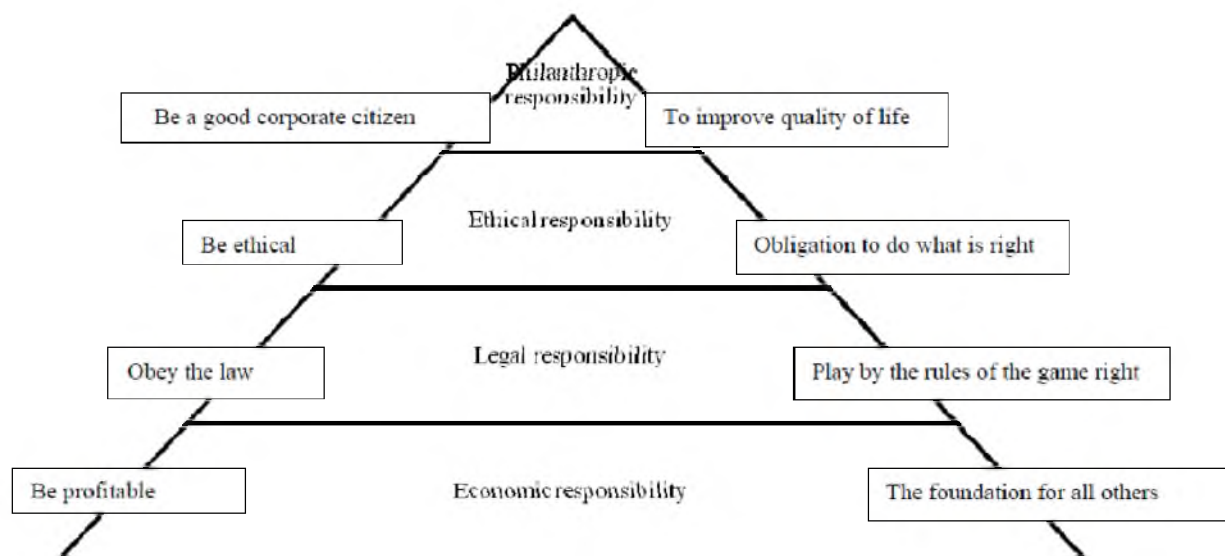 Philanthropic
responsibility
Be a good corporate citizen
To improve quality of life
Ethical responsibility
Be ethical
Obligation to do what is right
Legal responsibility
Obey the law
Play by the rules of the game right
Be profitable
Economic responsibility
The foundation for all others